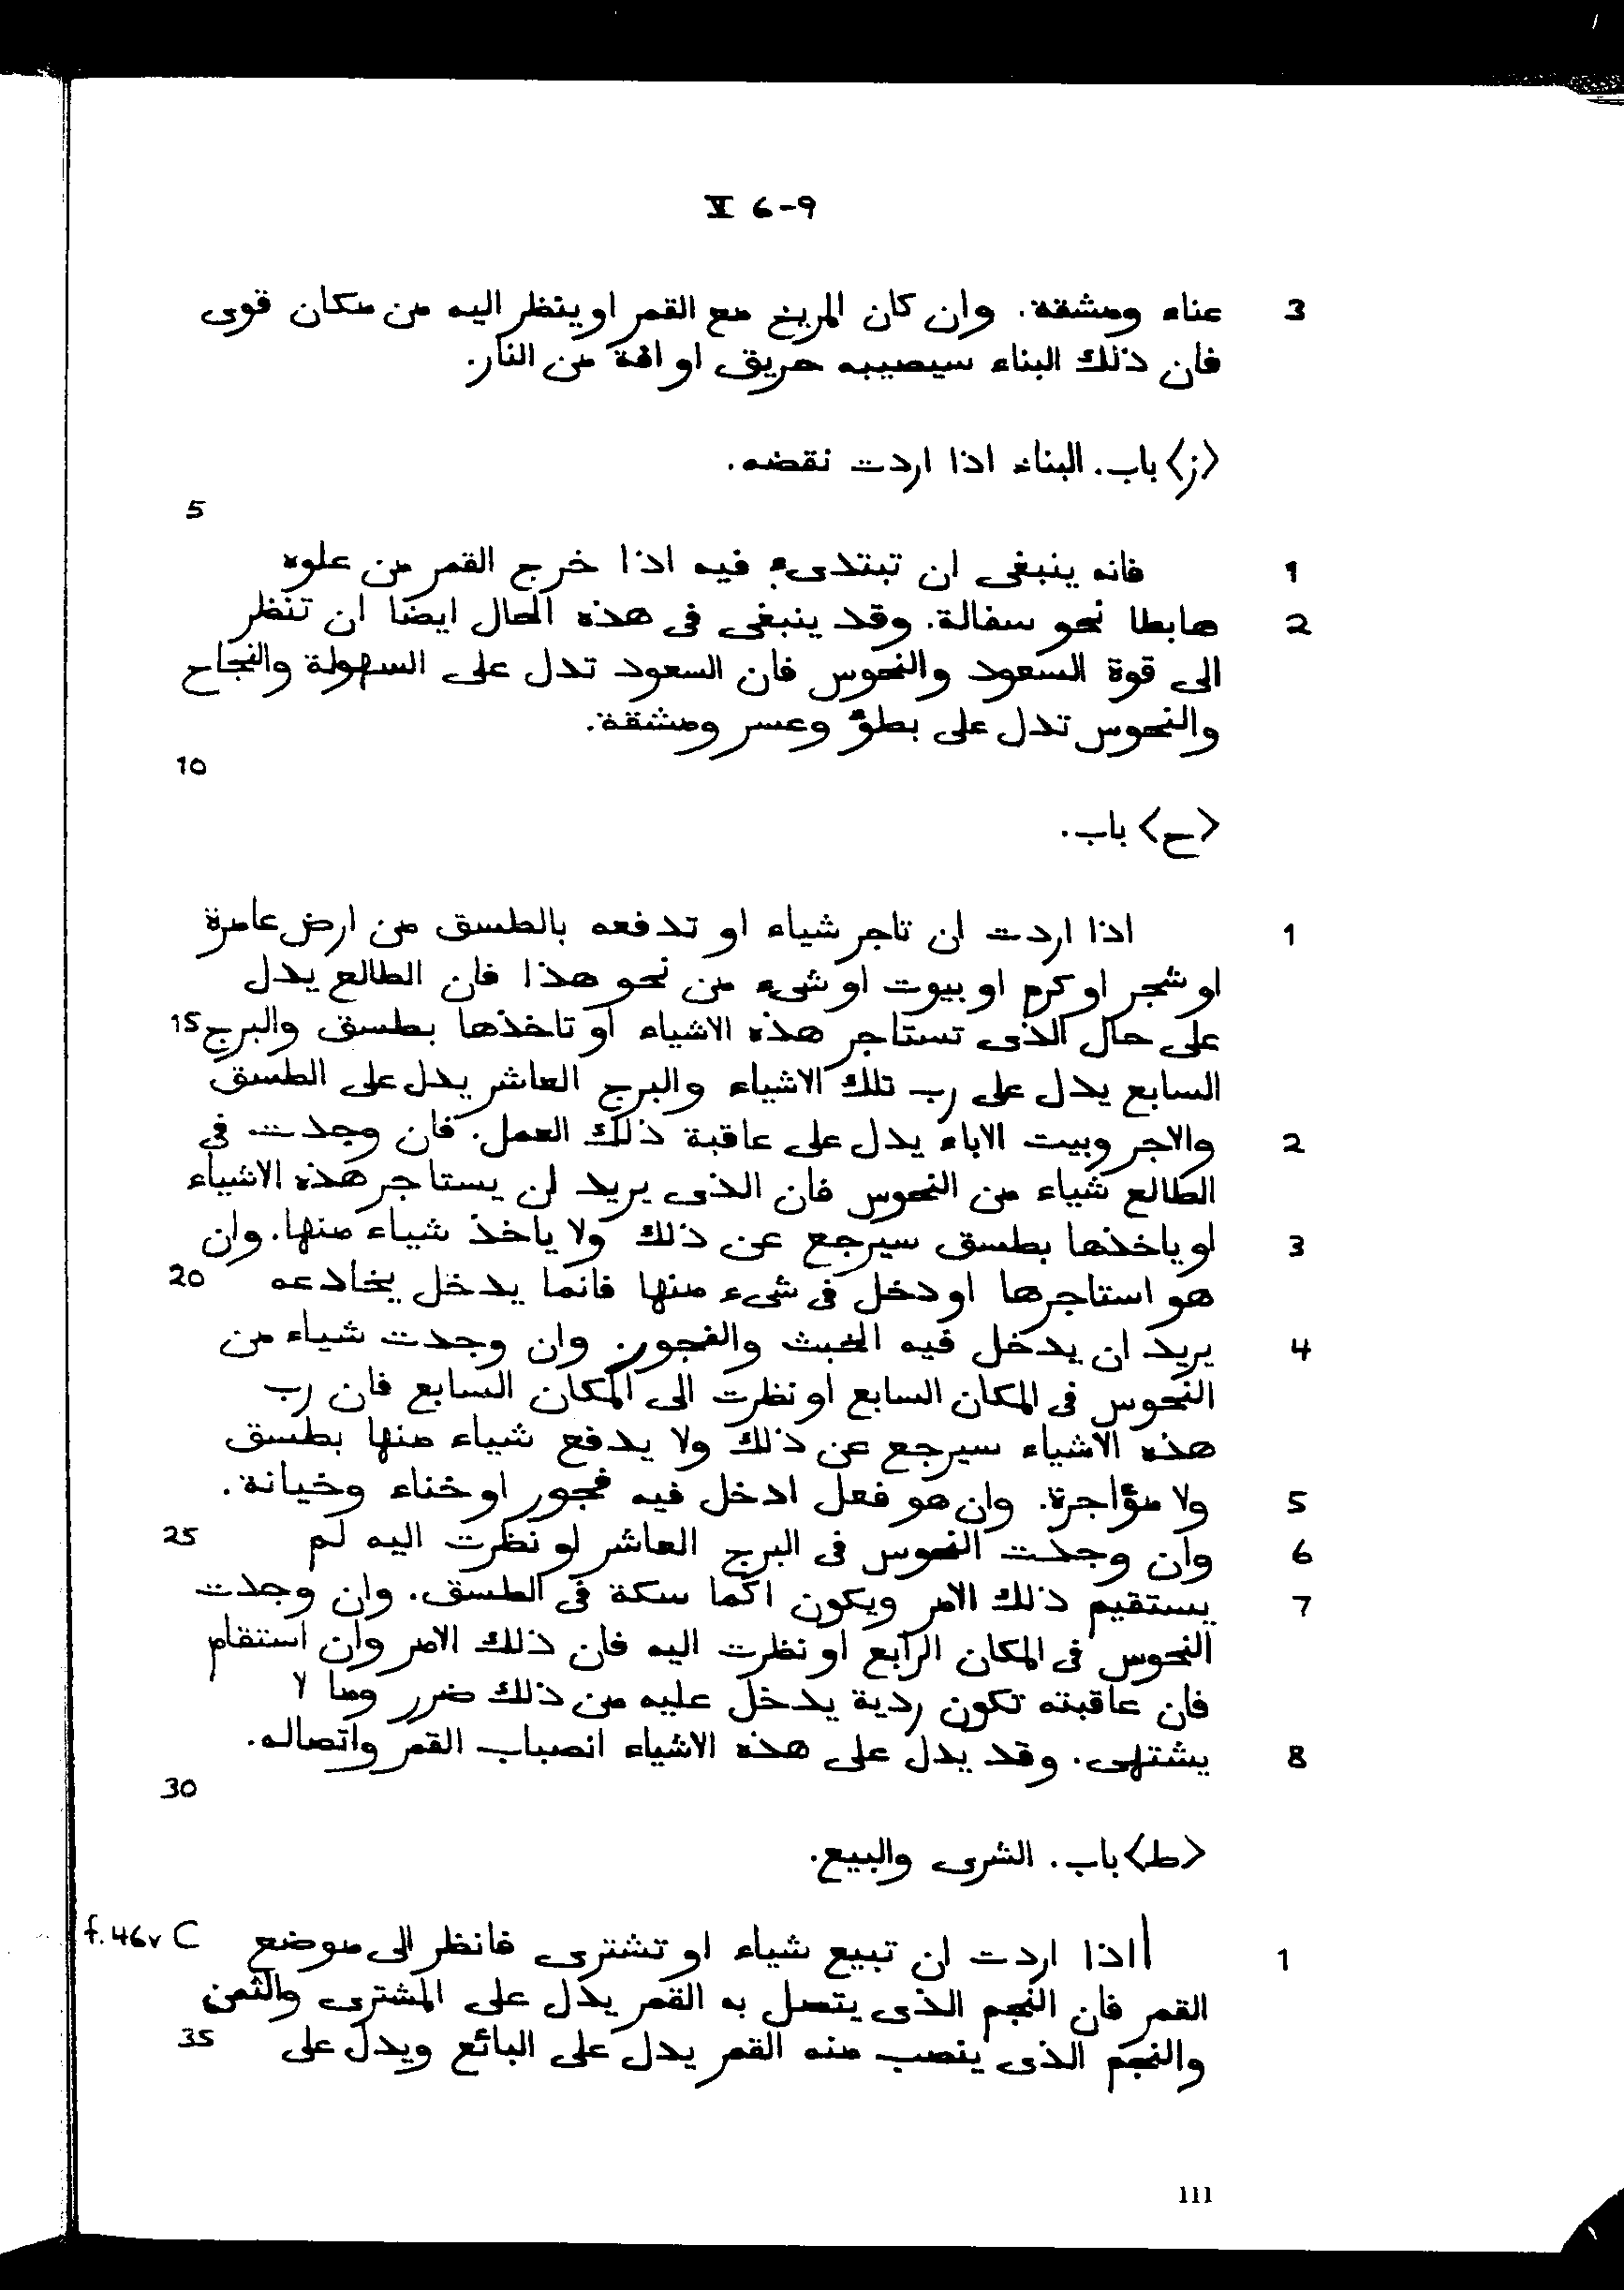 V 6-9
3 عناء ومشقة. وان كان المريخ مع القمر او ينظر اليه من مكان قوى
فان ذلك البناء سيصيبه حريق او افة من النار.
<ز> باب. البناء اذا اردت نقضه.
5
1 فانه ينبغى ان تبتدىء فيه اذا خرج القمر من علوه
2 هابطا نحو سفالة. وقد ينبغى فى هذه الحال ايضا ان تنظر
الى قوة السعود والنحوس فان السعود تدل على السهولة والنجاح
والنحوس تدل على بطؤ وعسر ومشقة.
10
<ح> باب.
1 اذا اردت ان تاجر شياء او تدفعه بالطسق من ارض عامرة
او شجر او كرم او بيوت او شىء من نحو هذا فان الطالع يدل
على حال الذى تستاجر هذه الاشياء او تاخذها بطسق والبرج 15
السابع يدل على رب تلك الاشياء والبرج العاشر يدل على الطسق
2 والاجر وبيت الاباء يدل على عاقبة ذلك العمل. فان وجدت فى
الطالع شياء من النحوس فان الذى يريد ان يستاجر هذه الاشياء
3 او ياخذها بطسق سيرجع عن ذلك ولا ياخذ شياء منها. وان
هو استاجرها او دخل فى شىء منها فانما يدخل يخادعه 20
4 يريد ان يدخل فيه الخبث والفجور. وان وجدت شياء من
النحوس فى المكان السابع او نظرت الى المكان السابع فان رب
هذه الاشياء سيرجع عن ذلك ولا يدفع شياء منها بطسق
5 ولا مؤاجرة. وان هو فعل ادخل فيه فجور او خناء وخيانة.
6 وان وجدت النحوس فى البرج العاشر او نظرت اليه لم 25
7 يستقيم ذلك الامر ويكون اكما سكة فى الطسق. وان وجدت
النحوس فى المكان الرابع او نظرت اليه فان ذلك الامر وان استقام
فان عاقبته تكون ردية يدخل عليه من ذلك ضرر وما لا
8 يشتهى. وقد يدل على هذه الاشياء انصباب القمر واتصاله.
30
<ط> باب. الشرى والبيع.
1 |اذا اردت ان تبيع شياء او تشترى فانظر الى موضع f. 46v C
القمر فان النجم الذى يتصل به القمر يدل على المشترى والثمن
والنجم الذى ينصب منه القمر يدل على البائع ويدل على 35
111